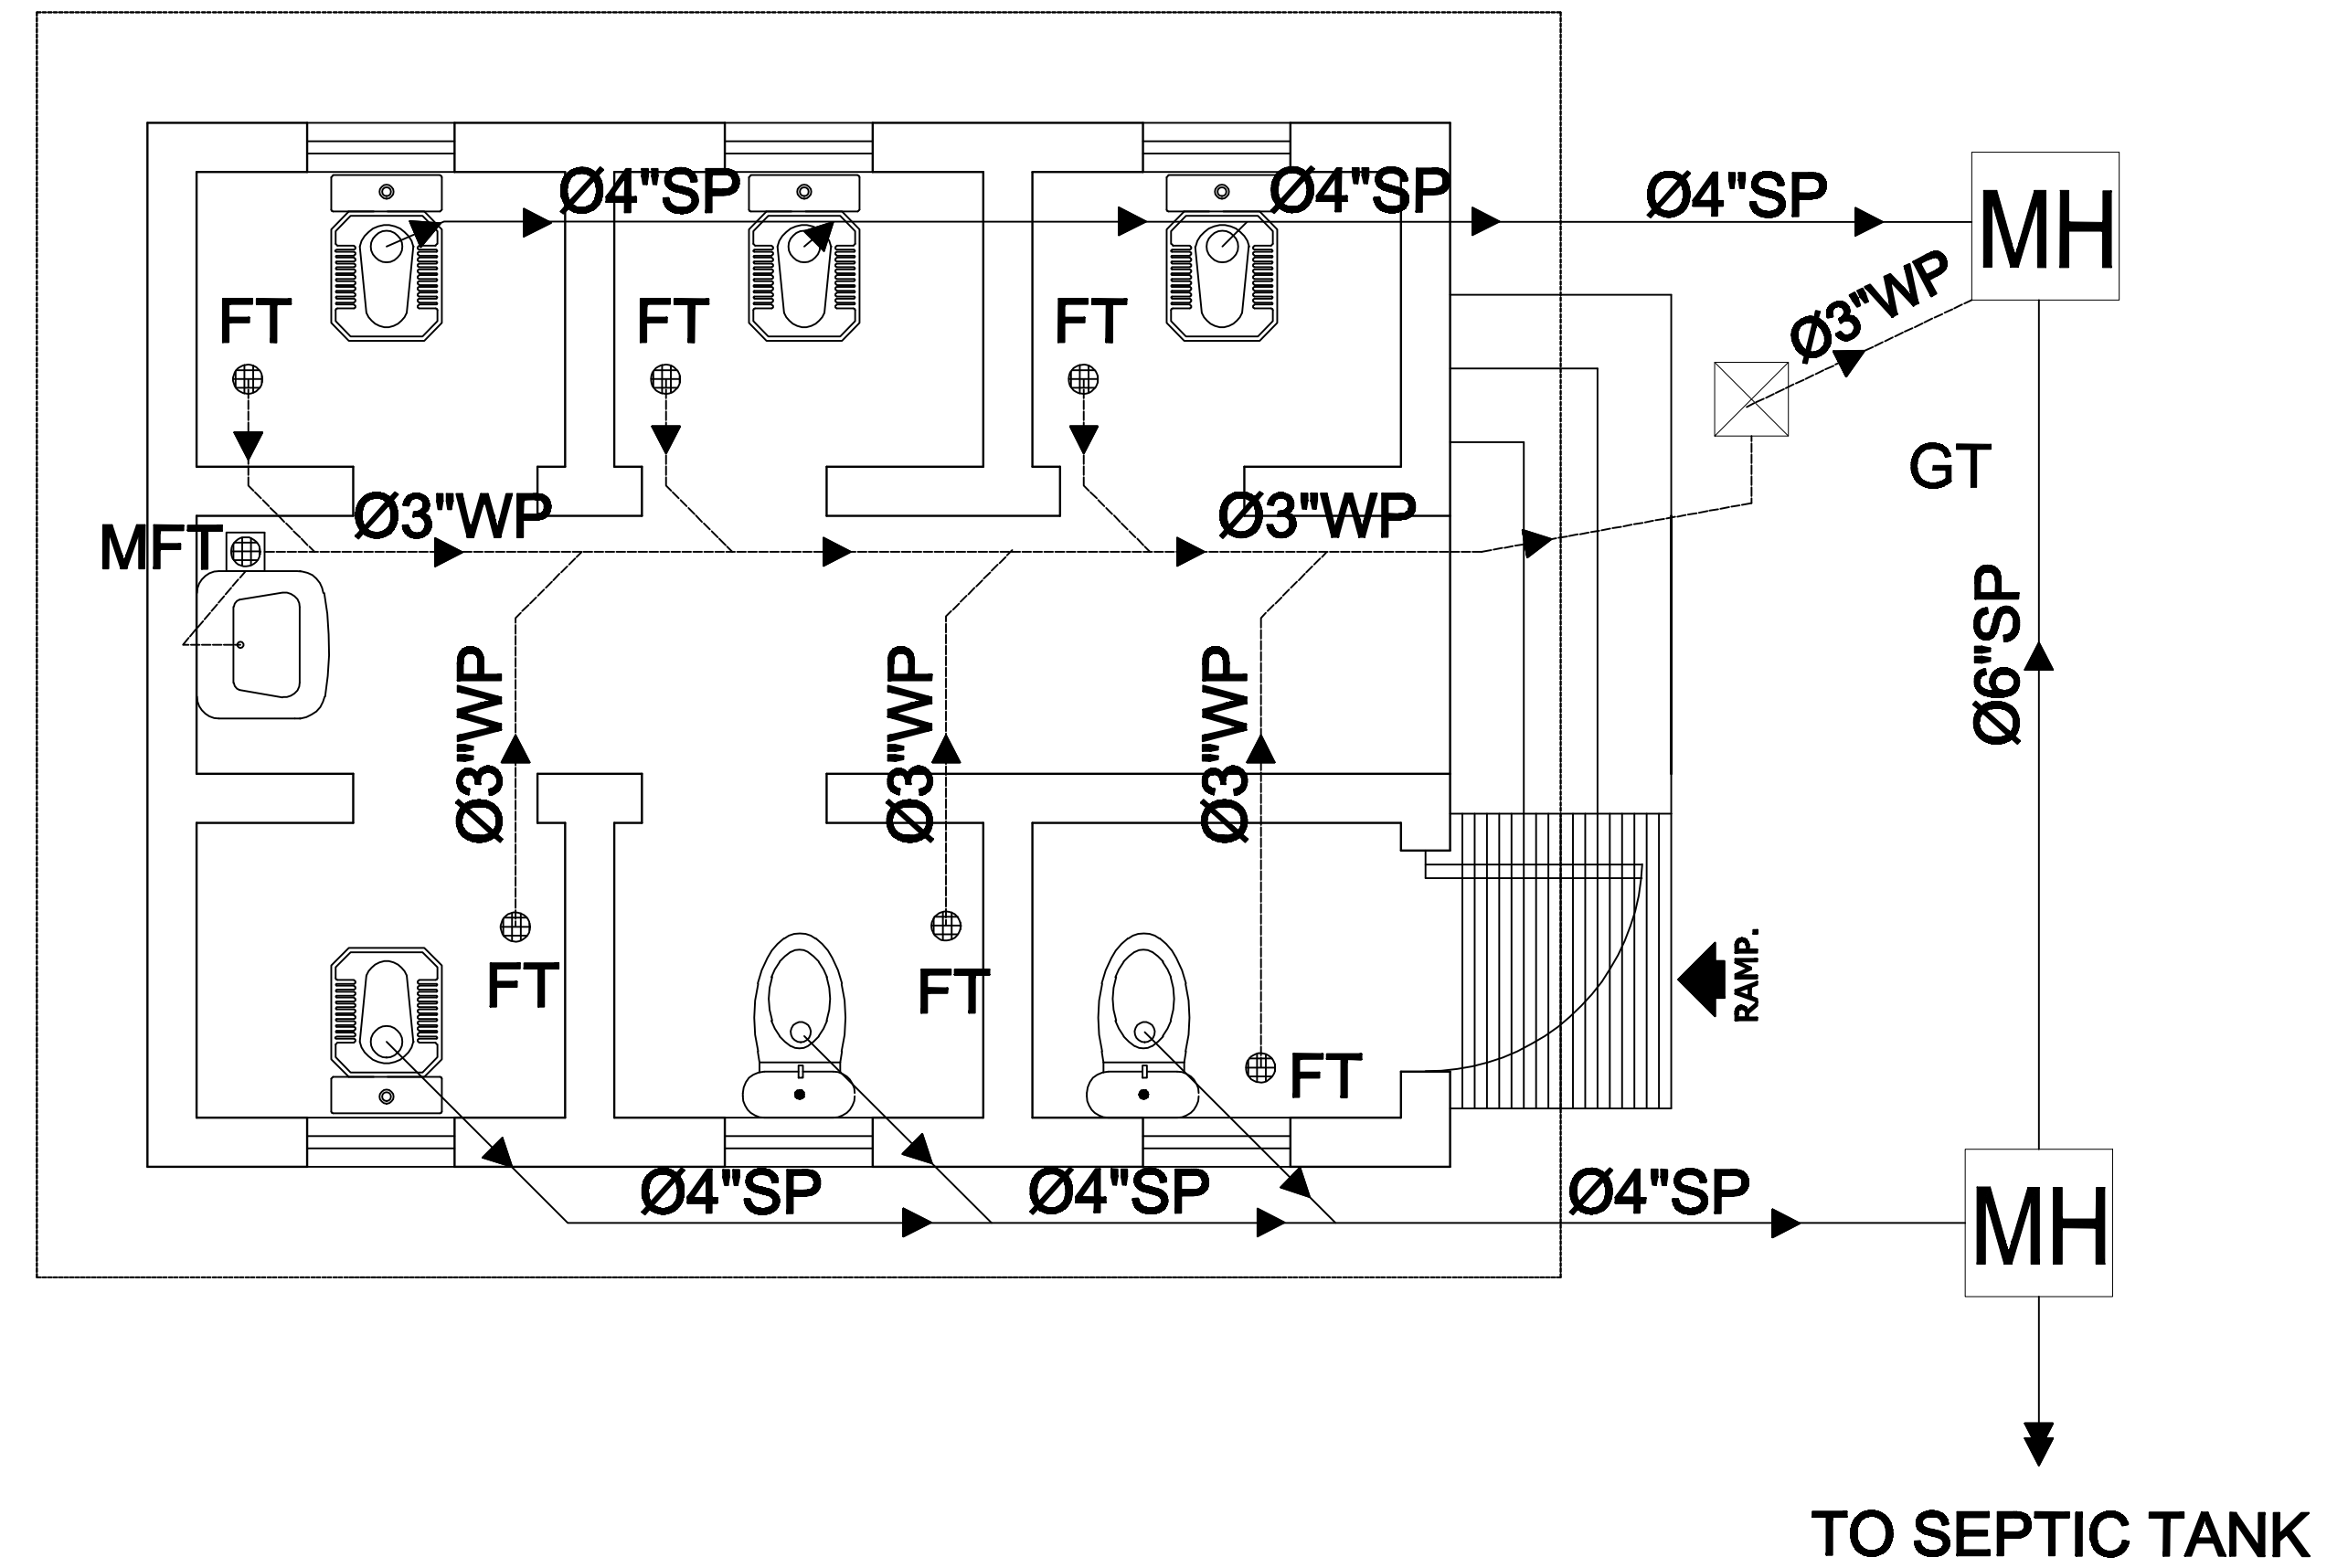 Ø4"SP
Ø4"SP
Ø4"SP
MH
FT
FT
FT
Ø3"WP
GT
MFT
Ø3"WP
Ø3"WP
Ø6"SP
Ø3"WP
Ø3"WP
Ø3"WP
FT
FT
RAMP.
FT
Ø4"SP
Ø4"SP
Ø4"SP
MH
TO SEPTIC TANK